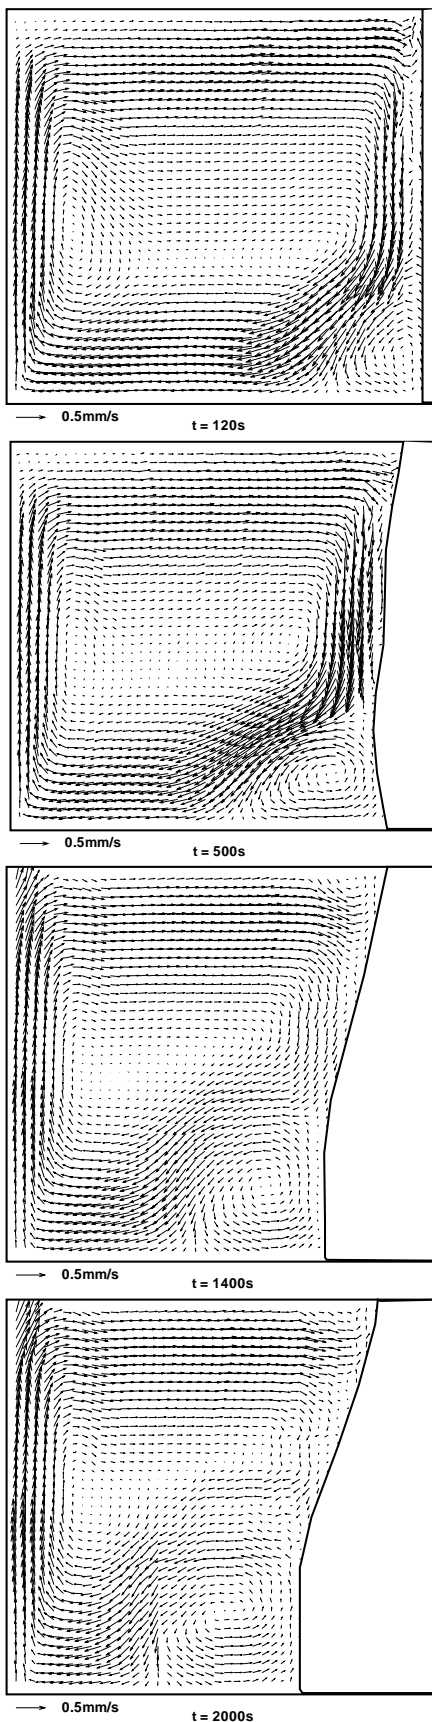 0.5mm/s
t = 120s
0.5mm/s
t = 500s
0.5mm/s
t = 1400s
0.5mm/s
t = 2000s